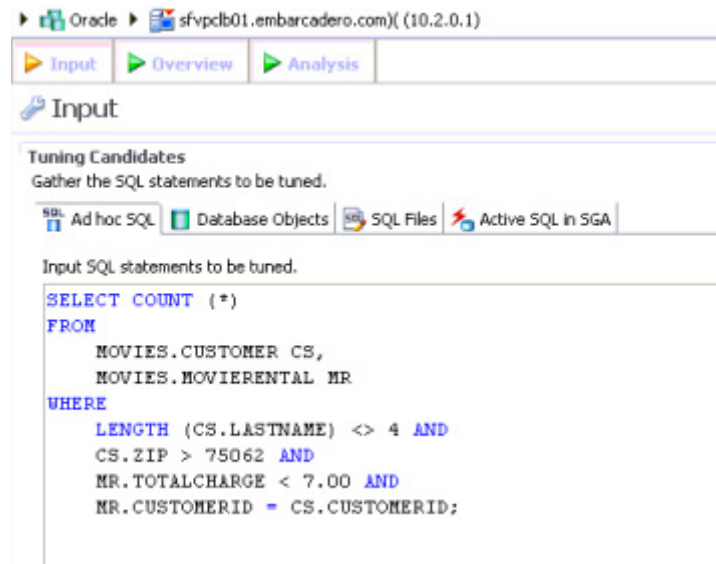 Oracle sfvpclb01.embarcadero.com)( (10.2.0.1)
Input Overview Analysis
Input
Tuning Candidates
Gather the SQL statements to be tuned.
SQL Ad hoc SQL Database Objects SQL SQL Files Active SQL in SGA
Input SQL statements to be tuned.
SELECT COUNT (*)
FROM
MOVIES.CUSTOMER CS,
MOVIES.MOVIERENTAL MR
WHERE
LENGTH (CS.LASTNAME) <> 4 AND
CS.ZIP > 75062 AND
MR.TOTALCHARGE < 7.00 AND
MR.CUSTOMERID = CS.CUSTOMERID;